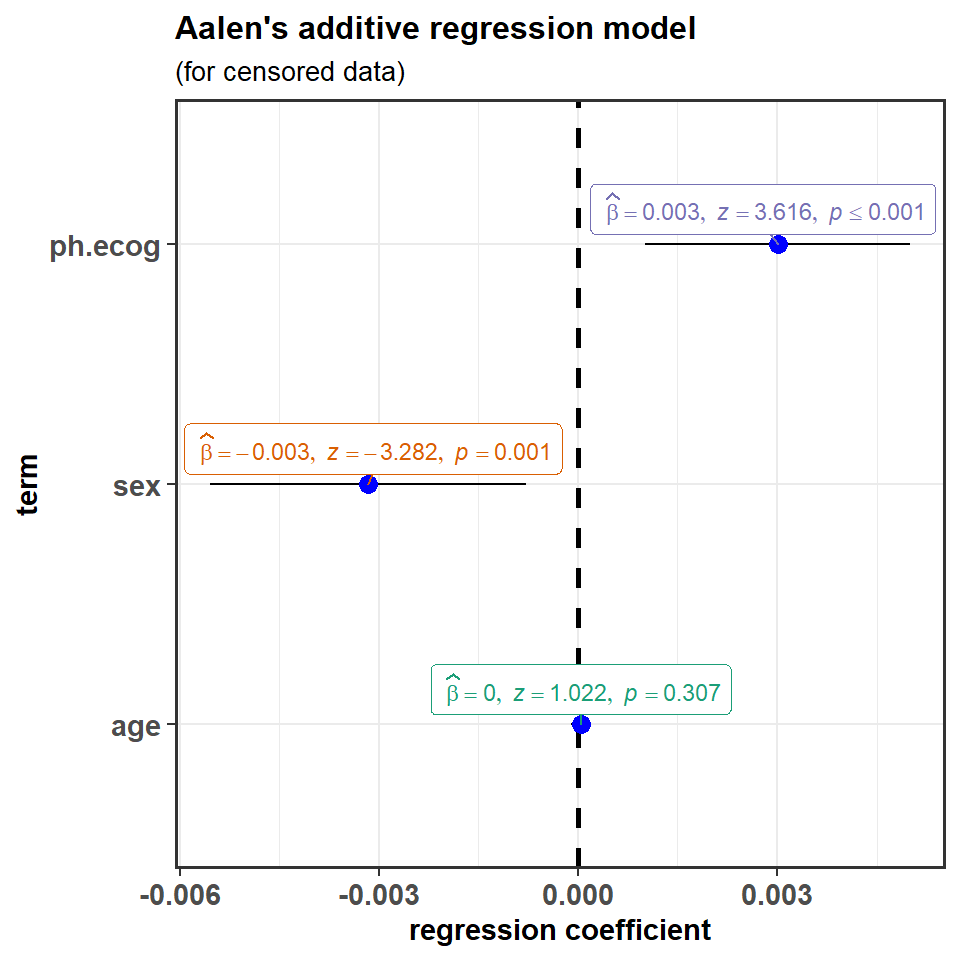 Aalen's additive regression model
(for censored data)
ph.ecog
β̂ = 0.003, z = 3.616, p ≤ 0.001
sex
β̂ = −0.003, z = −3.282, p = 0.001
age
β̂ = 0, z = 1.022, p = 0.307
term
-0.006 -0.003 0.000 0.003
regression coefficient